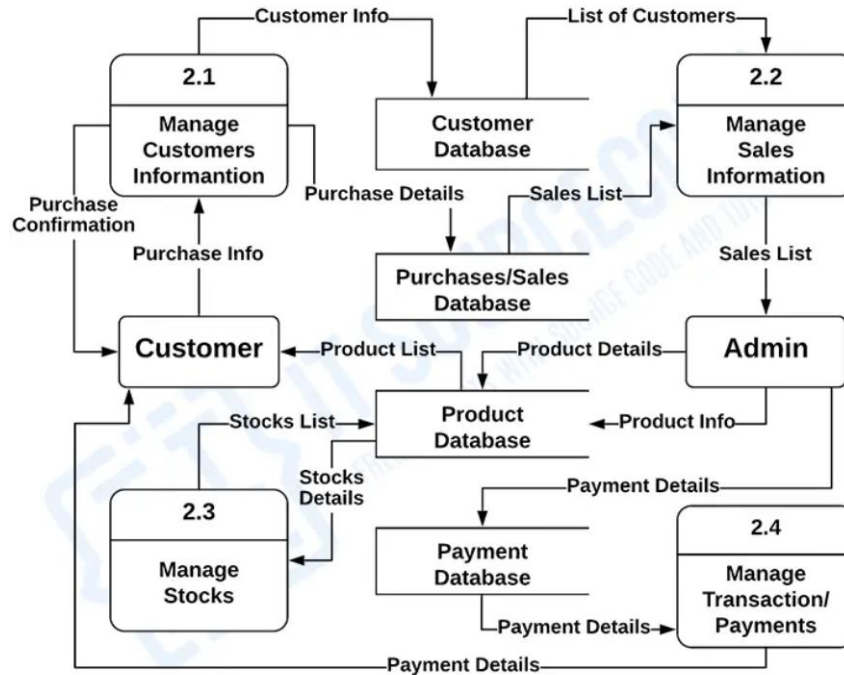 Customer Info
List of Customers
2.1
Manage
Customers
Informantion
Customer
Database
2.2
Manage
Sales
Information
Purchase
Confirmation
Purchase Details
Sales List
Purchase Info
Purchases/Sales
Database
Sales List
Customer
Product List
Product Details
Admin
Stocks List
Product
Database
Product Info
Stocks
Details
2.3
Manage
Stocks
Payment Details
Payment
Database
2.4
Manage
Transaction/
Payments
Payment Details
Payment Details